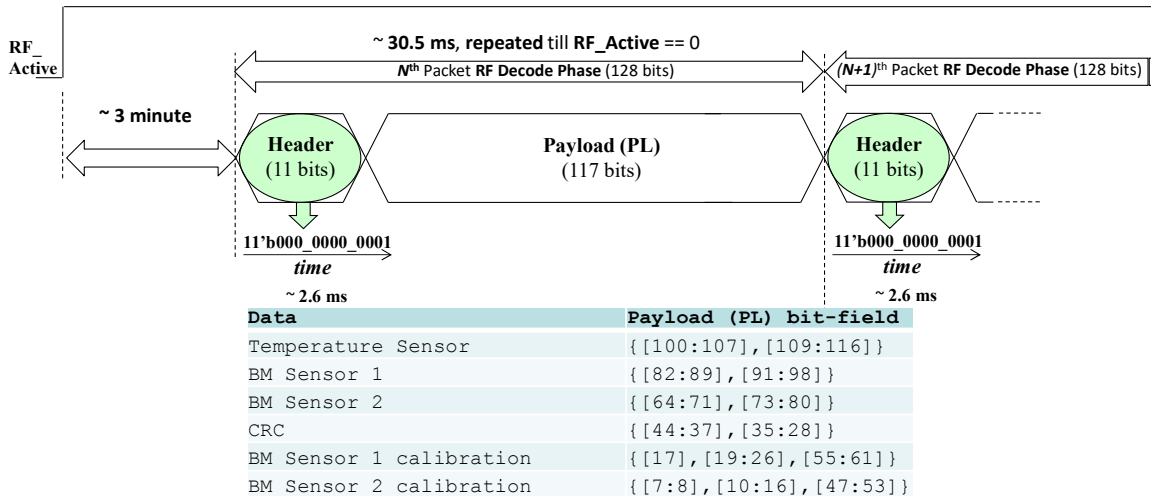 RF_
Active
~ 30.5 ms, repeated till RF_Active == 0
Nth Packet RF Decode Phase (128 bits)
(N+1)th Packet RF Decode Phase (128 bits)
~ 3 minute
Header
(11 bits)
Payload (PL)
(117 bits)
Header
(11 bits)
11'b000_0000_0001
time
~ 2.6 ms
11'b000_0000_0001
time
~ 2.6 ms
Data Payload (PL) bit-field
Temperature Sensor {[100:107],[109:116]}
BM Sensor 1 {[82:89],[91:98]}
BM Sensor 2 {[64:71],[73:80]}
CRC {[44:37],[35:28]}
BM Sensor 1 calibration {[17],[19:26],[55:61]}
BM Sensor 2 calibration {[7:8],[10:16],[47:53]}